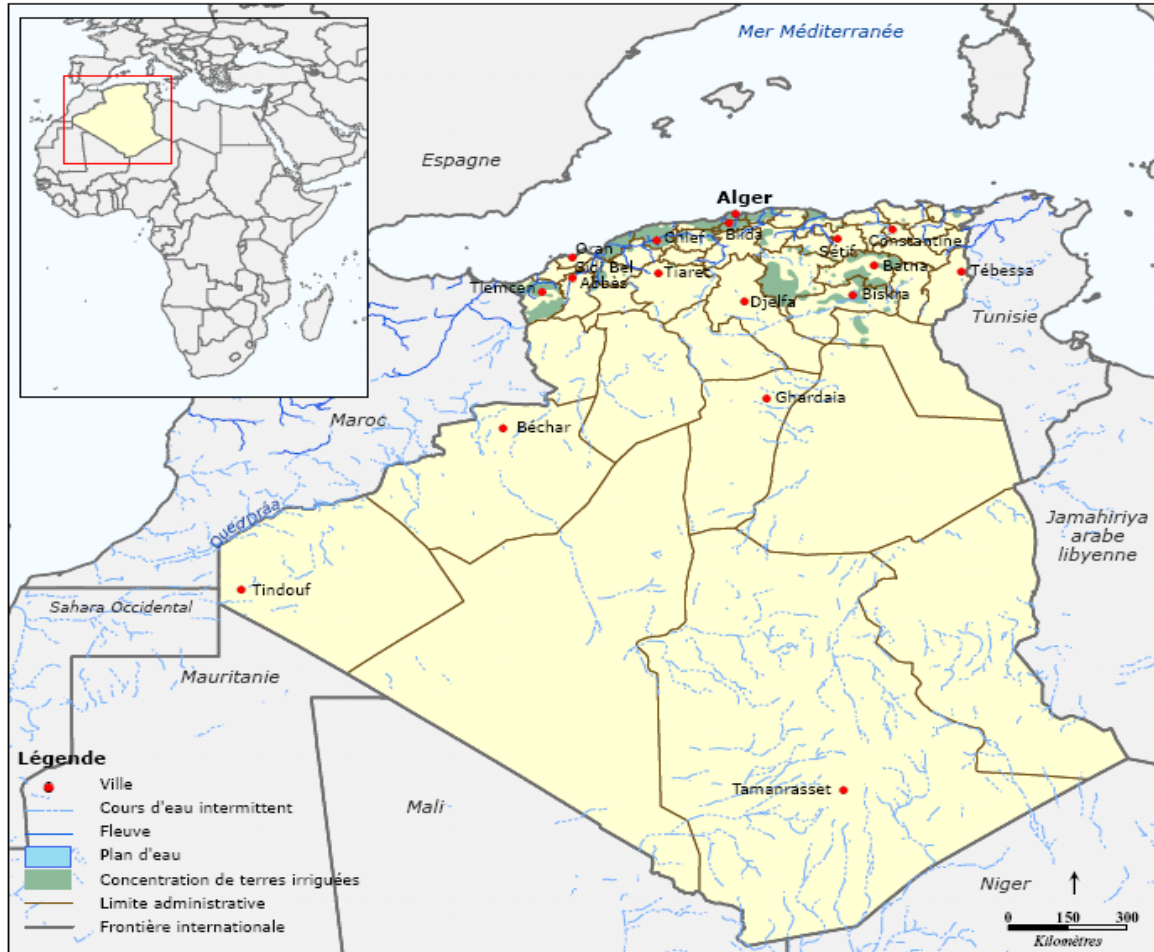 Mer Méditerranée
Espagne
Alger
Blida
Chlef
Oran
Sidi Bel
Abbès
Tlemcen
Tiaret
Sétif
Constantine
Batna
Tébessa
Djelfa
Biskra
Tunisie
Ghardaia
Maroc
Béchar
Oued Drâa
Jamahiriya
arabe
libyenne
Tindouf
Sahara Occidental
Mauritanie
Mali
Tamanrasset
Niger
Légende
Ville
Cours d'eau intermittent
Fleuve
Plan d'eau
Concentration de terres irriguées
Limite administrative
Frontière internationale
0 150 300
Kilomètres